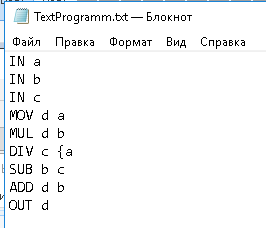 TextProgramm.txt — Блокнот
Файл Правка Формат Вид Справка
IN a
IN b
IN c
MOV d a
MUL d b
DIV c {a
SUB b c
ADD d b
OUT d